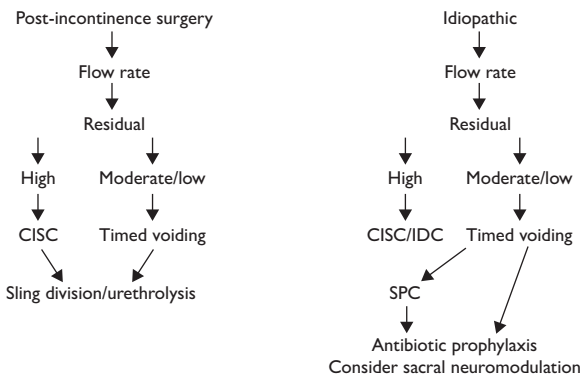 Post-incontinence surgery
Flow rate
Residual
High
Moderate/low
CISC
Timed voiding
Sling division/urethrolysis
Idiopathic
Flow rate
Residual
High
Moderate/low
CISC/IDC
Timed voiding
SPC
Antibiotic prophylaxis
Consider sacral neuromodulation